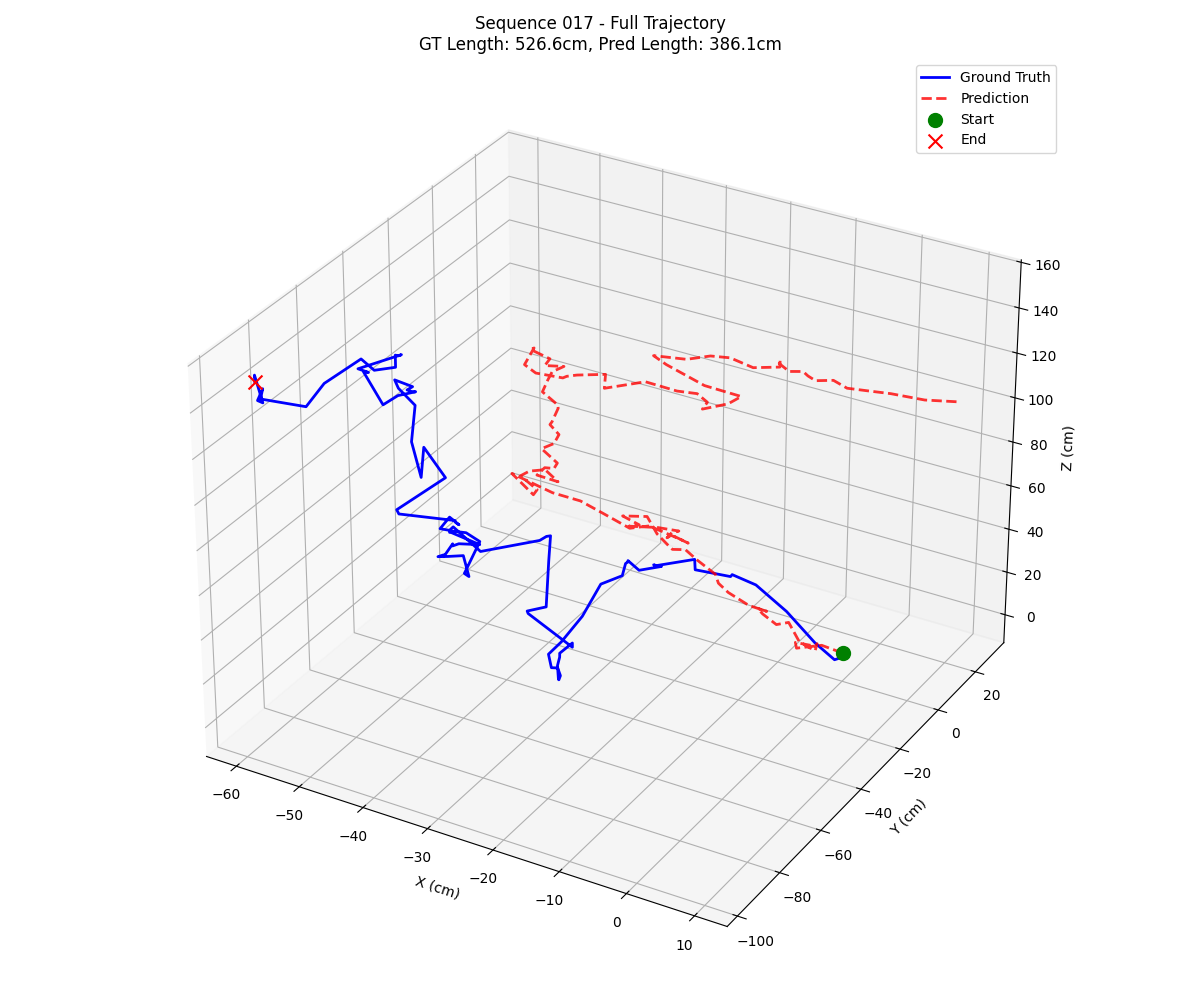 Sequence 017 - Full Trajectory
GT Length: 526.6cm, Pred Length: 386.1cm
Ground Truth
Prediction
Start
End
160
140
120
100
80
60
40
20
0
Z (cm)
20
0
−20
−40
−60
−80
−100
Y (cm)
−60
−50
−40
−30
−20
−10
0
10
X (cm)